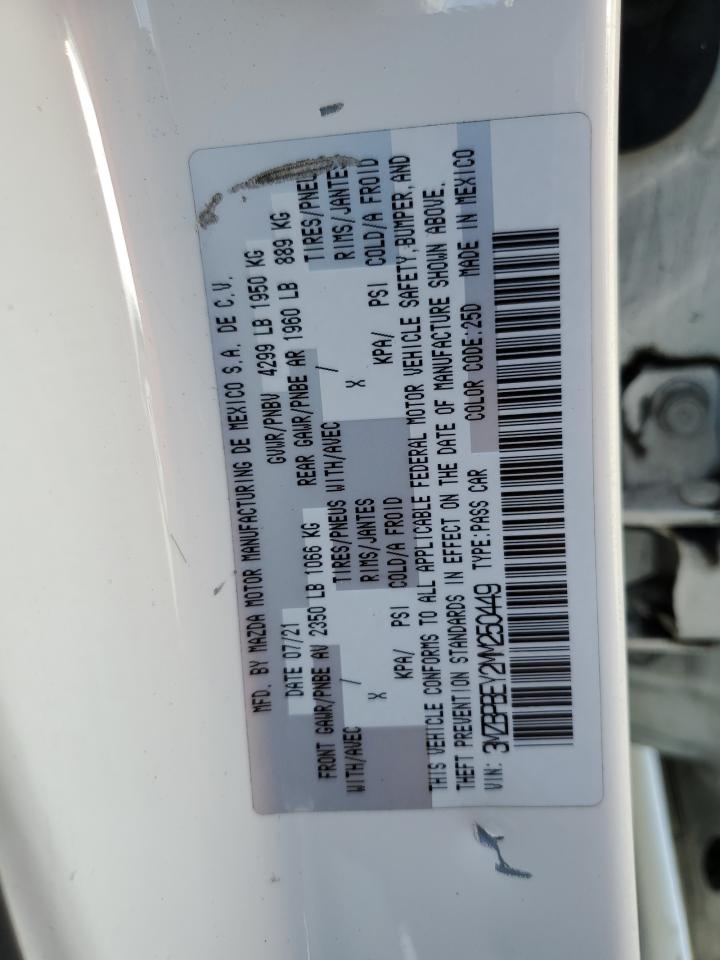 MFD. BY MAZDA MOTOR MANUFACTURING DE MEXICO S.A. DE C.V.
DATE 07/21 GVWR/PNBV 4299 LB 1950 KG
FRONT GAWR/PNBE AV 2350 LB 1066 KG REAR GAWR/PNBE AR 1960 LB 889 KG
WITH/AVEC / TIRES/PNEUS WITH/AVEC / TIRES/PNEU
X RIMS/JANTES X RIMS/JANTES
KPA/ PSI COLD/A FROID KPA/ PSI COLD/A FROID
THIS VEHICLE CONFORMS TO ALL APPLICABLE FEDERAL MOTOR VEHICLE SAFETY, BUMPER, AND
THEFT PREVENTION STANDARDS IN EFFECT ON THE DATE OF MANUFACTURE SHOWN ABOVE.
VIN: 3MZBPBEY2MM250449 TYPE:PASS CAR COLOR CODE:25D MADE IN MEXICO